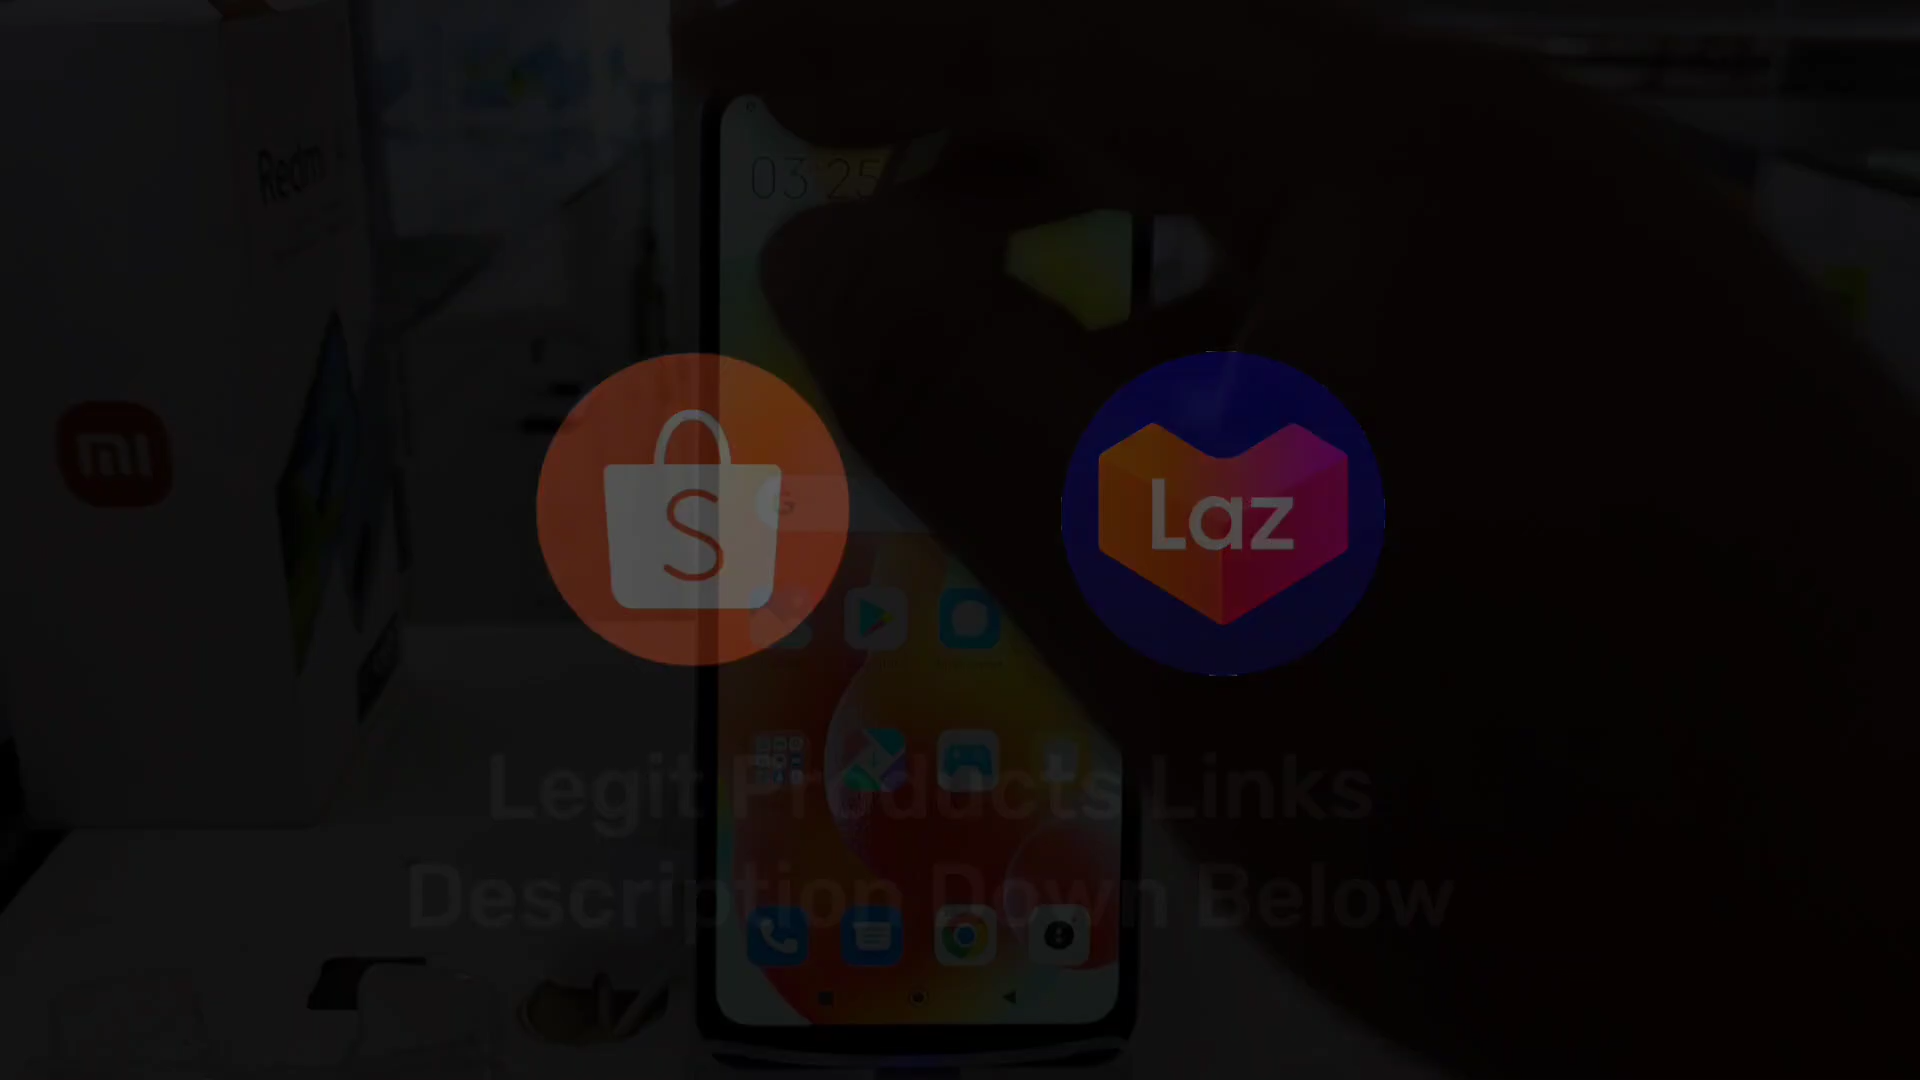 Redmi
03 25
mi
S
G
Laz
Legit Products Links
Description Down Below